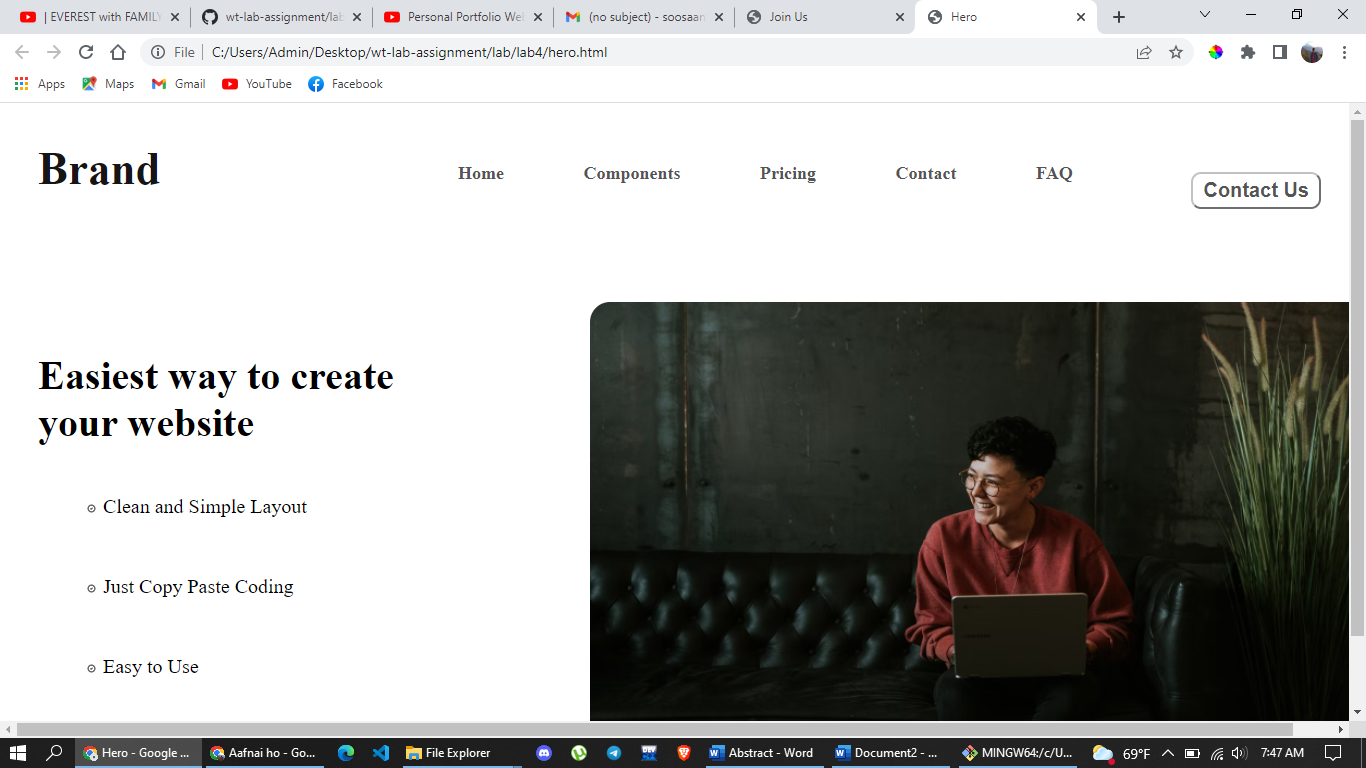 | EVEREST with FAMILY
wt-lab-assignment/lab
Personal Portfolio Web
(no subject) - soosaan
Join Us
Hero
File
C:/Users/Admin/Desktop/wt-lab-assignment/lab/lab4/hero.html
Apps
Maps
Gmail
YouTube
Facebook
Brand
Home
Components
Pricing
Contact
FAQ
Contact Us
Easiest way to create
your website
Clean and Simple Layout
Just Copy Paste Coding
Easy to Use
Hero - Google ...
Aafnai ho - Go...
File Explorer
Abstract - Word
Document2 - ...
MINGW64:/c/U...
69°F
7:47 AM